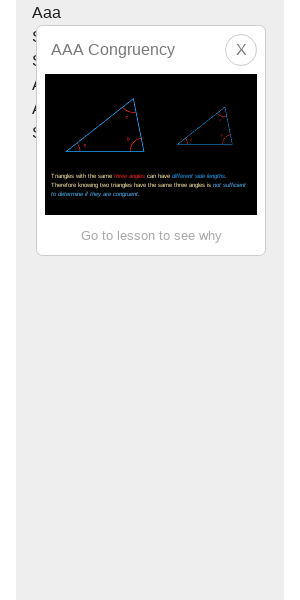 Aaa
AAA Congruency
X
Triangles with the same three angles can have different side lengths.
Therefore knowing two triangles have the same three angles is not sufficient
to determine if they are congruent.
Go to lesson to see why